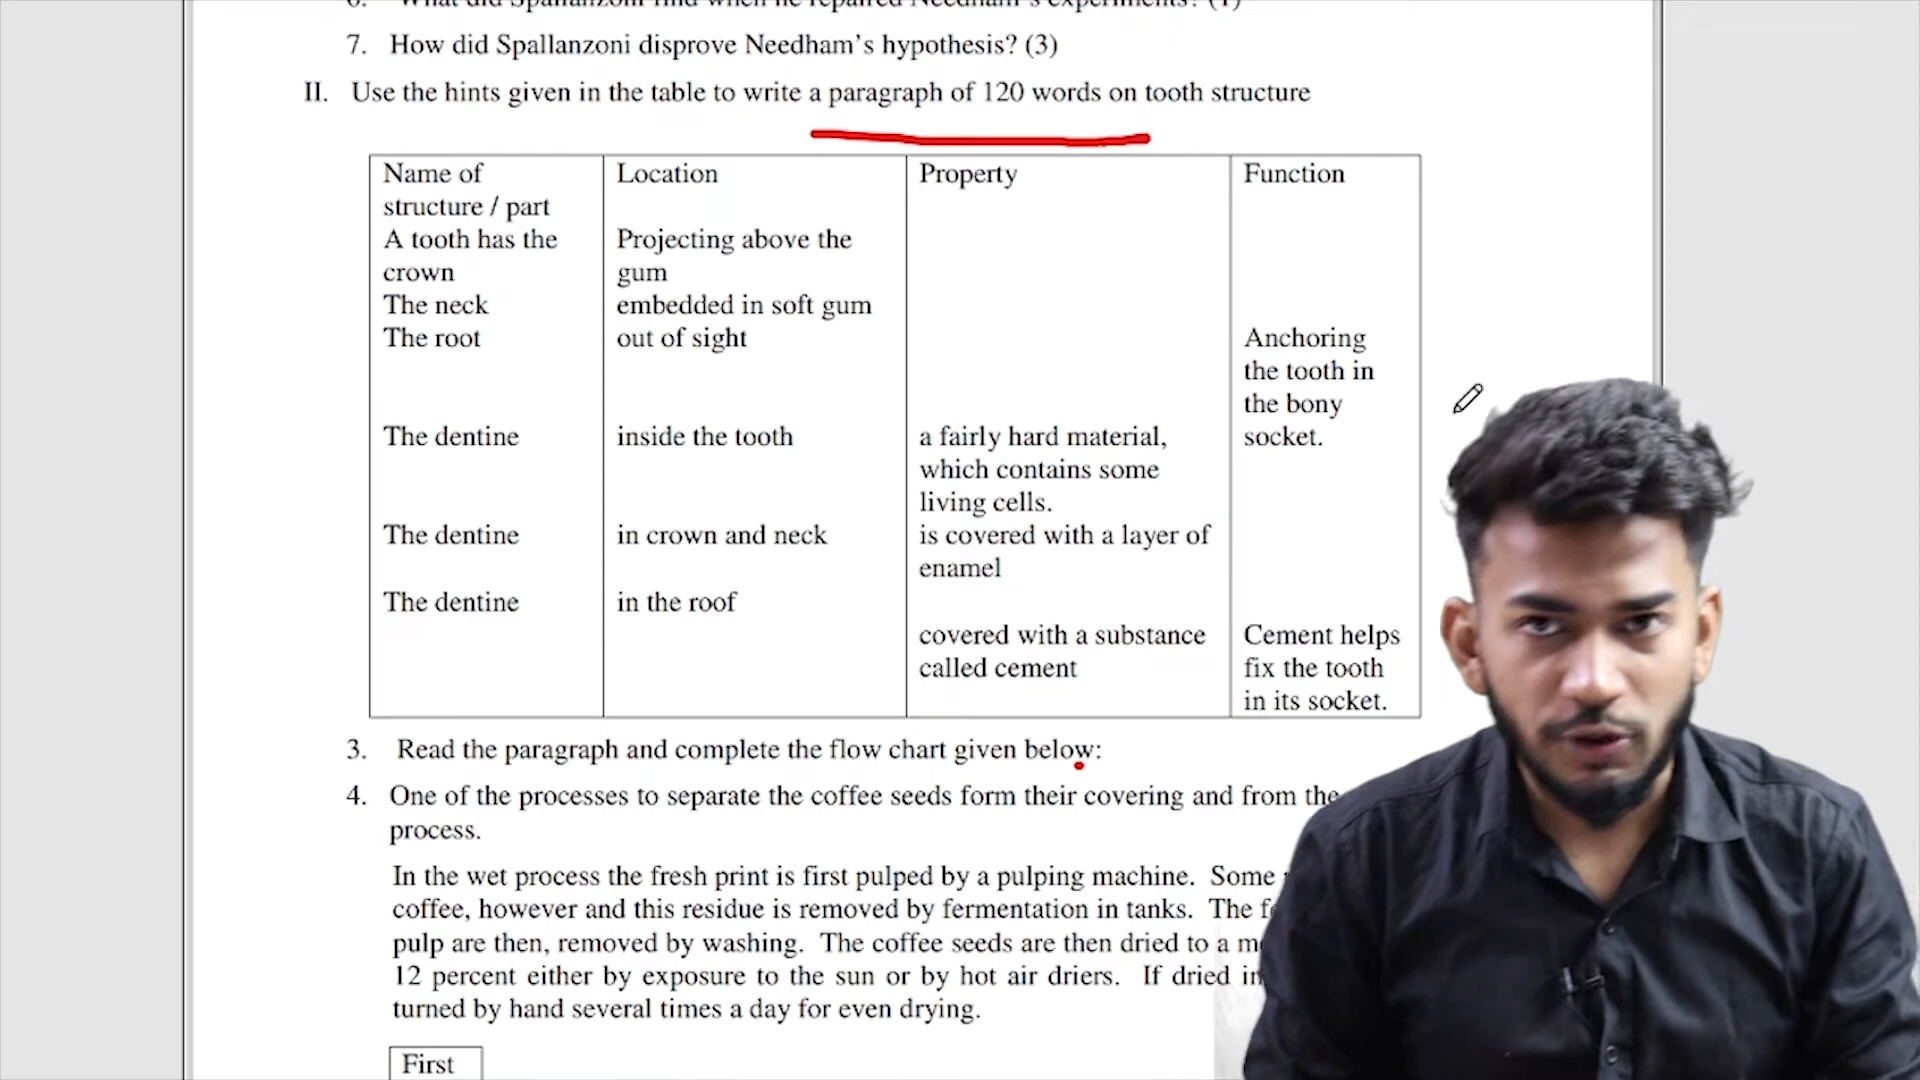 7. How did Spallanzoni disprove Needham's hypothesis? (3)
II. Use the hints given in the table to write a paragraph of 120 words on tooth structure
Name of structure / part
Location
Property
Function
A tooth has the crown
Projecting above the gum
The neck
embedded in soft gum
The root
out of sight
Anchoring the tooth in the bony socket.
The dentine
inside the tooth
a fairly hard material, which contains some living cells.
The dentine
in crown and neck
is covered with a layer of enamel
The dentine
in the roof
covered with a substance called cement
Cement helps fix the tooth in its socket.
3. Read the paragraph and complete the flow chart given below:
4. One of the processes to separate the coffee seeds form their covering and from the
process.
In the wet process the fresh print is first pulped by a pulping machine. Some
coffee, however and this residue is removed by fermentation in tanks. The
pulp are then, removed by washing. The coffee seeds are then dried to a
12 percent either by exposure to the sun or by hot air driers. If dried
turned by hand several times a day for even drying.
First